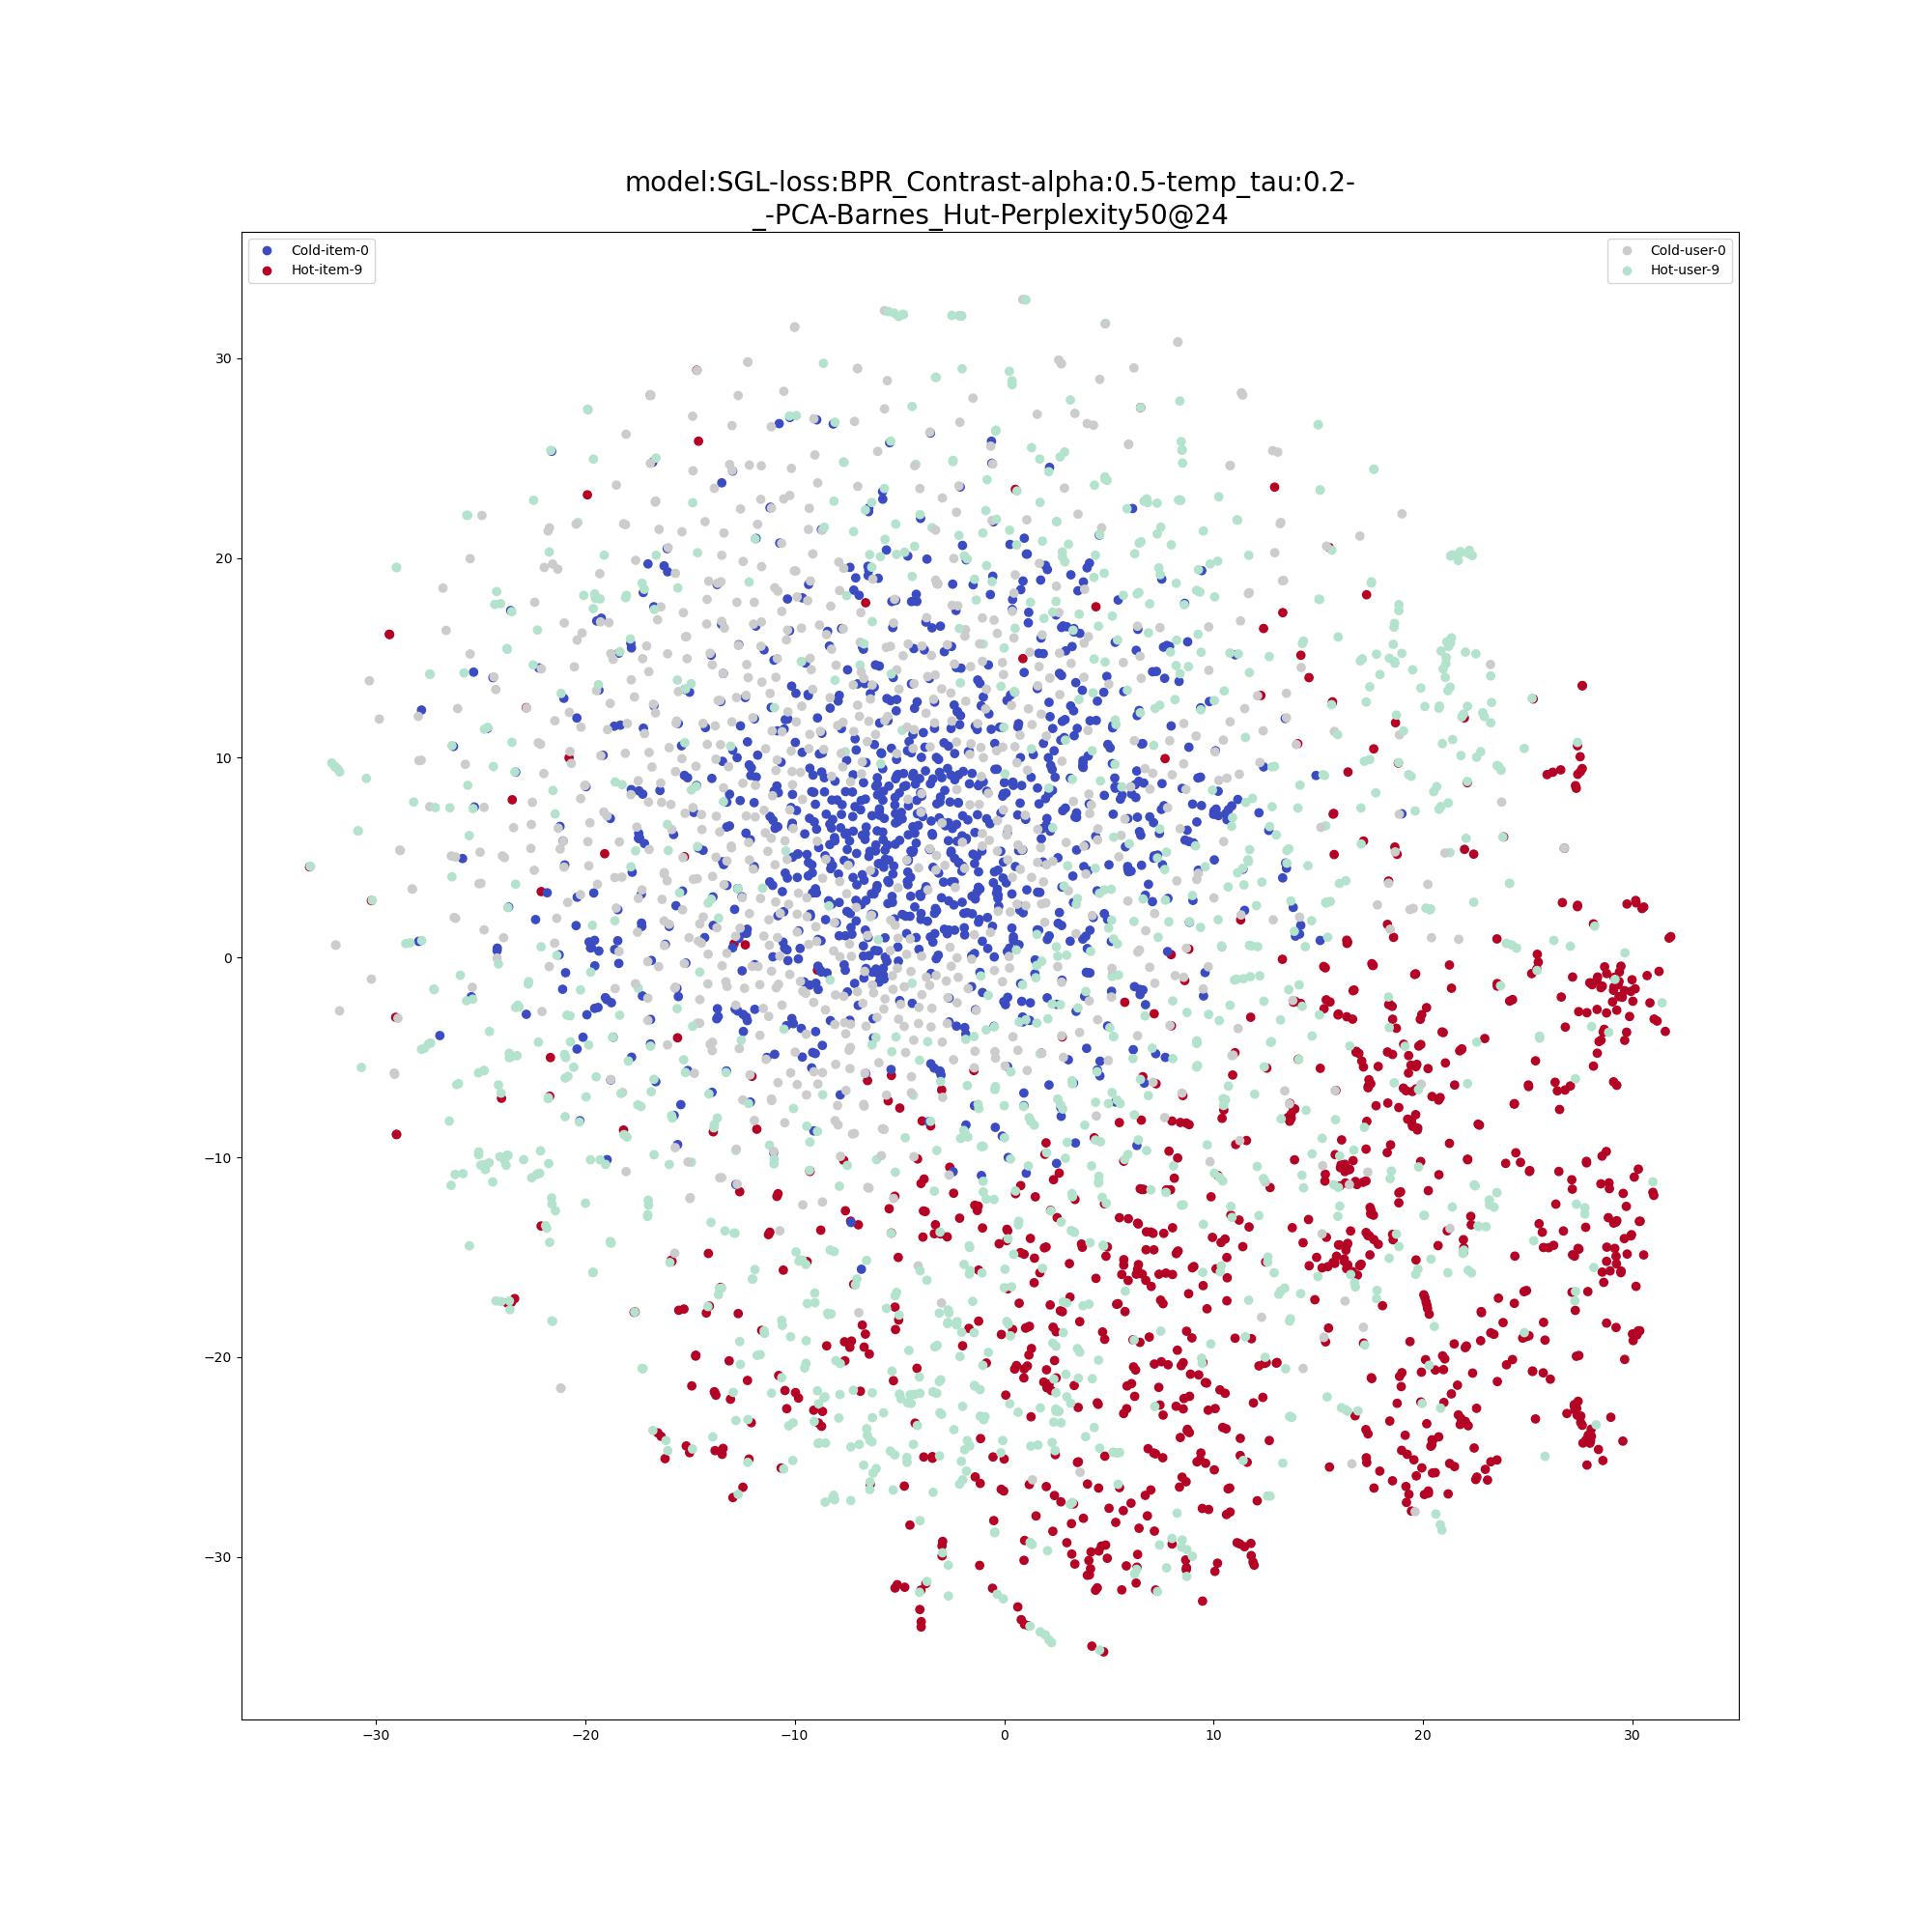 model:SGL-loss:BPR_Contrast-alpha:0.5-temp_tau:0.2-
_-PCA-Barnes_Hut-Perplexity50@24
Cold-item-0
Hot-item-9
Cold-user-0
Hot-user-9
30
20
10
0
−10
−20
−30
−30
−20
−10
0
10
20
30